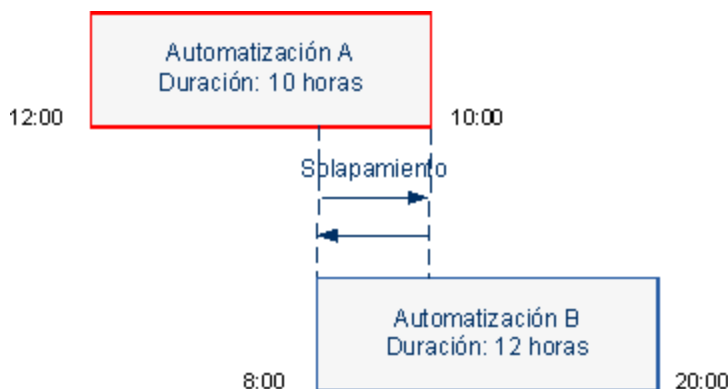 Automatización A
Duración: 10 horas
12:00
10:00
Solapamiento
Automatización B
Duración: 12 horas
8:00
20:00